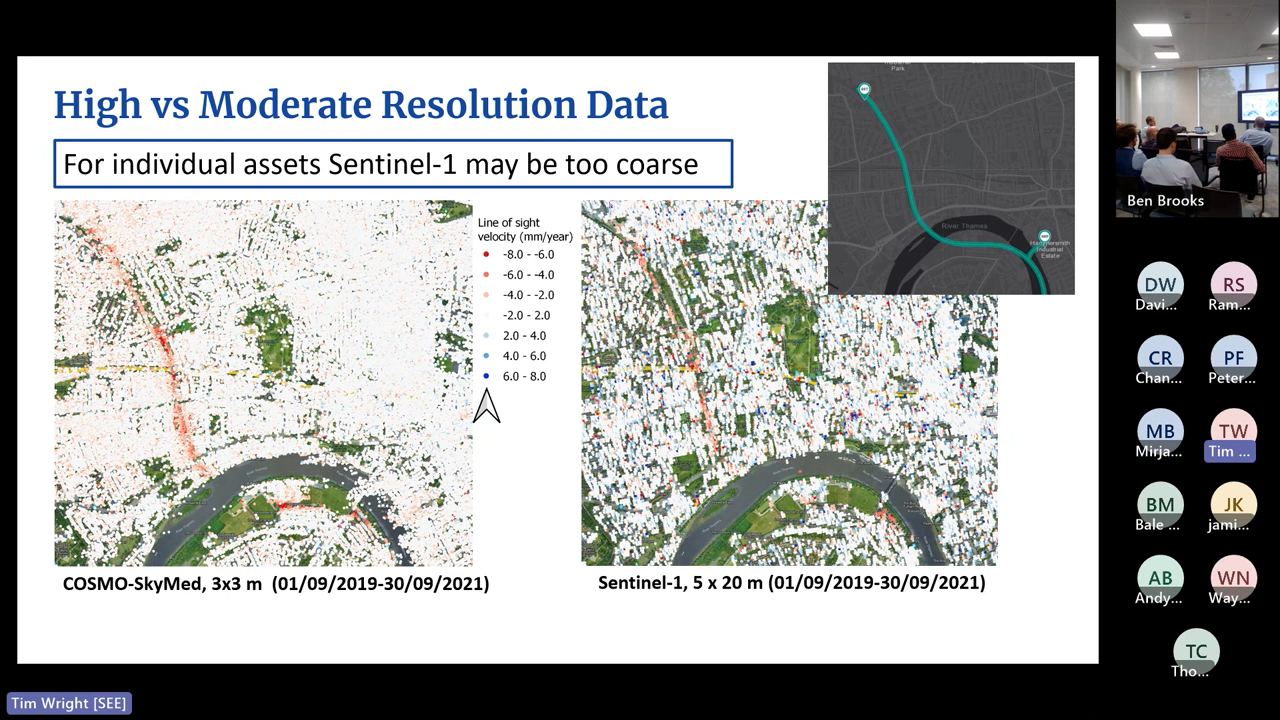 High vs Moderate Resolution Data
For individual assets Sentinel-1 may be too coarse
Park
River Thames
Hammersmith
Industrial
Estate
Line of sight
velocity (mm/year)
-8.0 - -6.0
-6.0 - -4.0
-4.0 - -2.0
-2.0 - 2.0
2.0 - 4.0
4.0 - 6.0
6.0 - 8.0
COSMO-SkyMed, 3x3 m (01/09/2019-30/09/2021)
Sentinel-1, 5 x 20 m (01/09/2019-30/09/2021)
Ben Brooks
DW
Davi...
RS
Ram...
CR
Chan...
PF
Peter...
MB
Mirja...
TW
Tim ...
BM
Bale ...
JK
jami...
AB
Andy...
WN
Way...
TC
Tho...
Tim Wright [SEE]